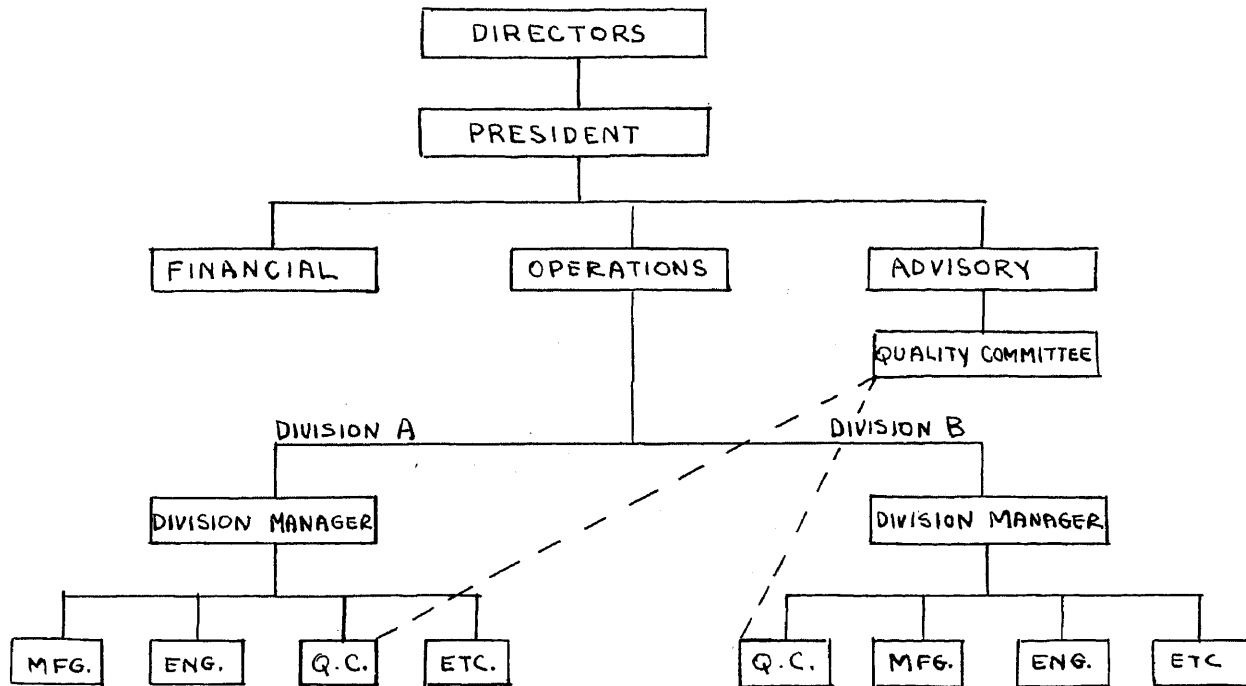 DIRECTORS
PRESIDENT
FINANCIAL
OPERATIONS
ADVISORY
QUALITY COMMITTEE
DIVISION A
DIVISION B
DIVISION MANAGER
DIVISION MANAGER
MFG.
ENG.
Q.C.
ETC.
Q.C.
MFG.
ENG.
ETC